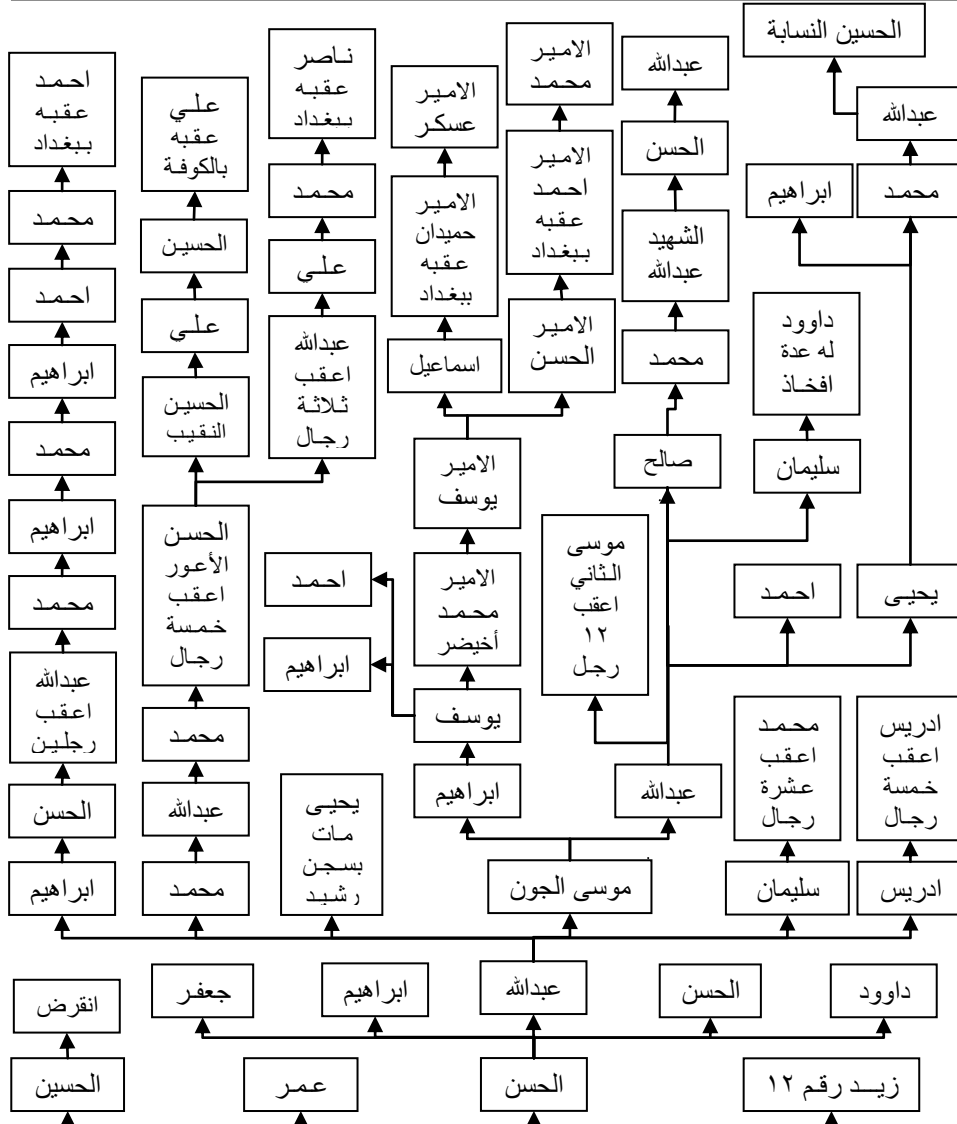 الحسين النسابة
عبدالله
محمد
ابراهيم
عبدالله
الحسن
الشهيد
عبدالله
محمد
صالح
داوود
له عدة
افخاذ
سليمان
الامير
محمد
الامير
احمد
عقبه
ببغداد
الامير
الحسن
الامير
عسكر
الامير
حميدان
عقبه
ببغداد
اسماعيل
الامير
يوسف
الامير
محمد
أخيضر
يوسف
احمد
ابراهيم
ابراهيم
ناصر
عقبه
ببغداد
محمد
علي
عبدالله
اعقب
ثلاثة
رجال
علي
عقبه
بالكوفة
الحسين
علي
الحسين
النقيب
الحسن
الأعور
اعقب
خمسة
رجال
محمد
عبدالله
محمد
احمد
عقبه
ببغداد
محمد
احمد
ابراهيم
محمد
ابراهيم
محمد
عبدالله
اعقب
رجلين
الحسن
ابراهيم
موسى
الثاني
اعقب
١٢
رجل
احمد
يحيى
عبدالله
ادريس
اعقب
خمسة
رجال
ادريس
محمد
اعقب
عشرة
رجال
سليمان
موسى الجون
يحيى
مات
بسجن
رشيد
داوود
الحسن
عبدالله
ابراهيم
جعفر
انقرض
زيـد رقم ١٢
الحسن
عمر
الحسين